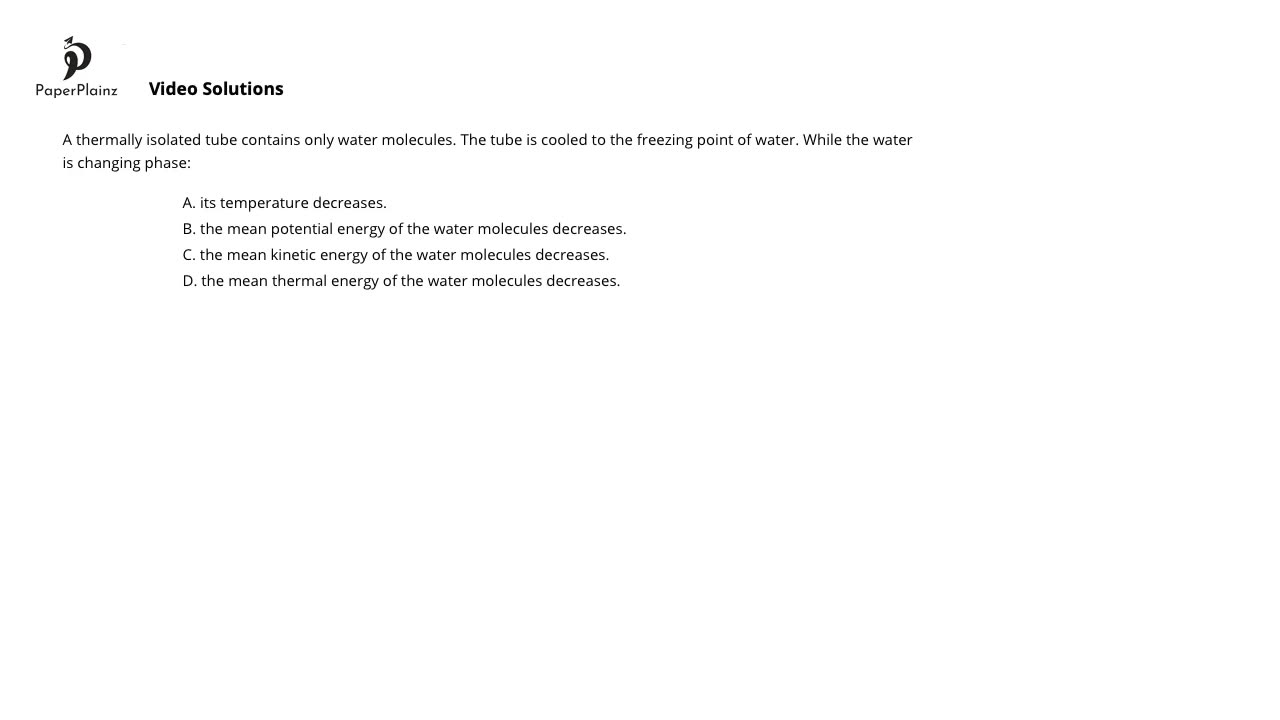 PaperPlainz
Video Solutions
A thermally isolated tube contains only water molecules. The tube is cooled to the freezing point of water. While the water
is changing phase:
A. its temperature decreases.
B. the mean potential energy of the water molecules decreases.
C. the mean kinetic energy of the water molecules decreases.
D. the mean thermal energy of the water molecules decreases.